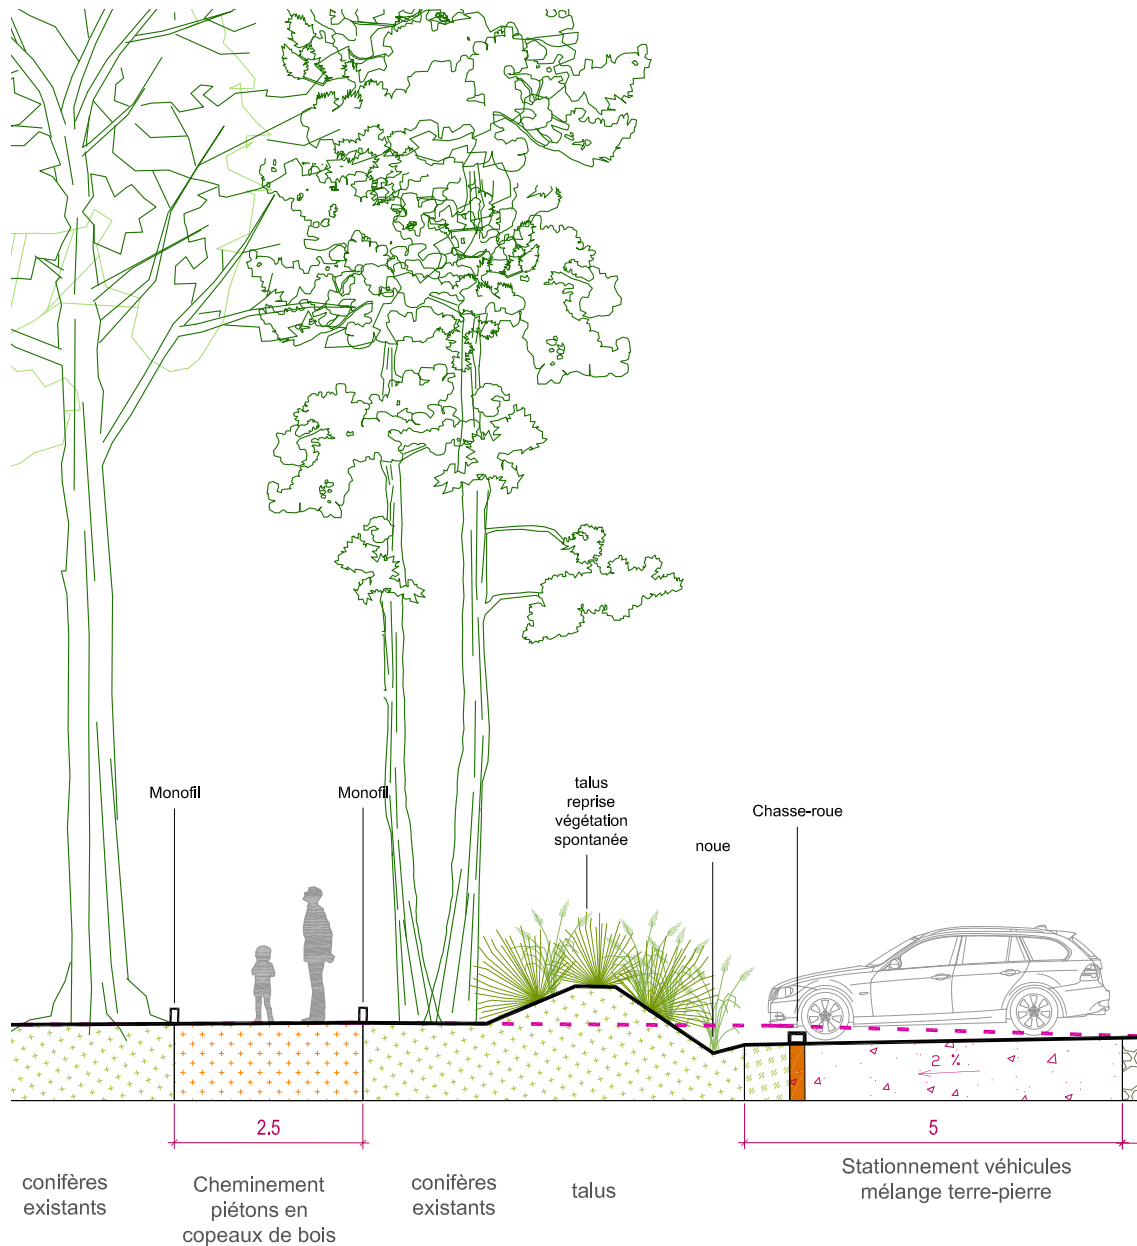 talus
reprise
végétation
spontanée
Monofil
Monofil
Chasse-roue
noue
2 %
2.5
5
conifères
existants
Cheminement
piétons en
copeaux de bois
conifères
existants
talus
Stationnement véhicules
mélange terre-pierre